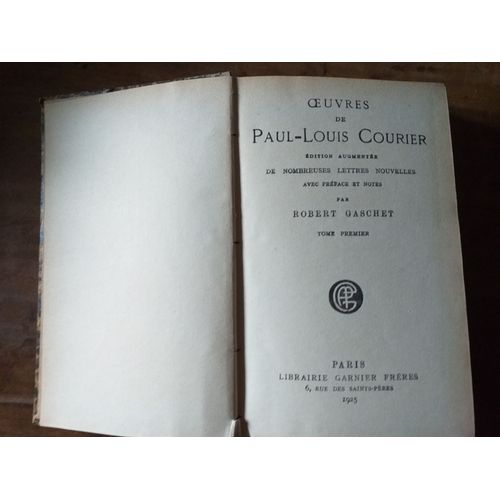 ŒUVRES
DE
PAUL-LOUIS COURIER
ÉDITION AUGMENTÉE
DE NOMBREUSES LETTRES NOUVELLES
AVEC PRÉFACE ET NOTES
PAR
ROBERT GASCHET
TOME PREMIER
PARIS
LIBRAIRIE GARNIER FRÈRES
6, RUE DES SAINTS-PÈRES
1925